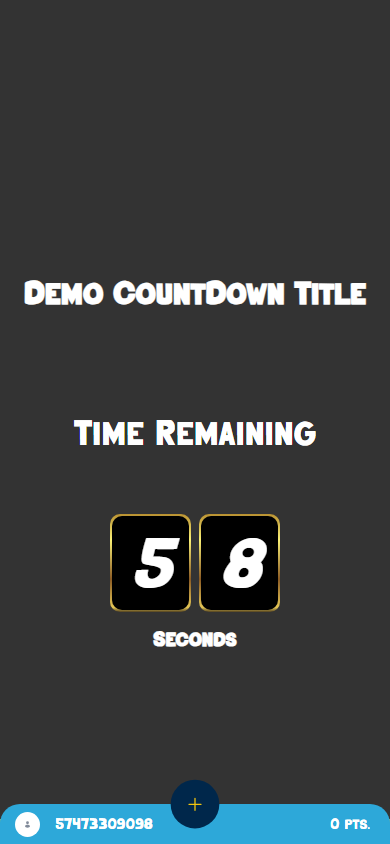 Demo CountDown Title
Time Remaining
5 8
Seconds
57473309098
0 PTS.